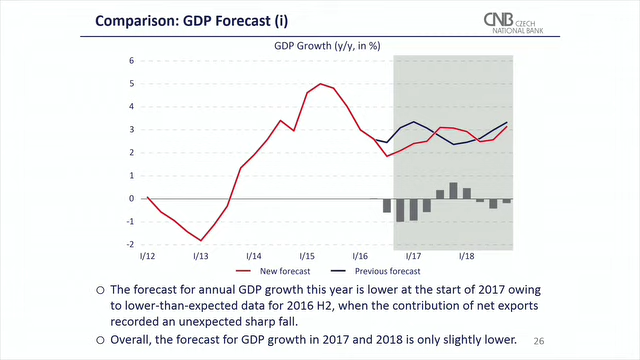 Comparison: GDP Forecast (i)
CNB CZECH
NATIONAL BANK
GDP Growth (y/y, in %)
6
5
4
3
2
1
0
-1
-2
I/12 I/13 I/14 I/15 I/16 I/17 I/18
New forecast Previous forecast
The forecast for annual GDP growth this year is lower at the start of 2017 owing
to lower-than-expected data for 2016 H2, when the contribution of net exports
recorded an unexpected sharp fall.
Overall, the forecast for GDP growth in 2017 and 2018 is only slightly lower.
26